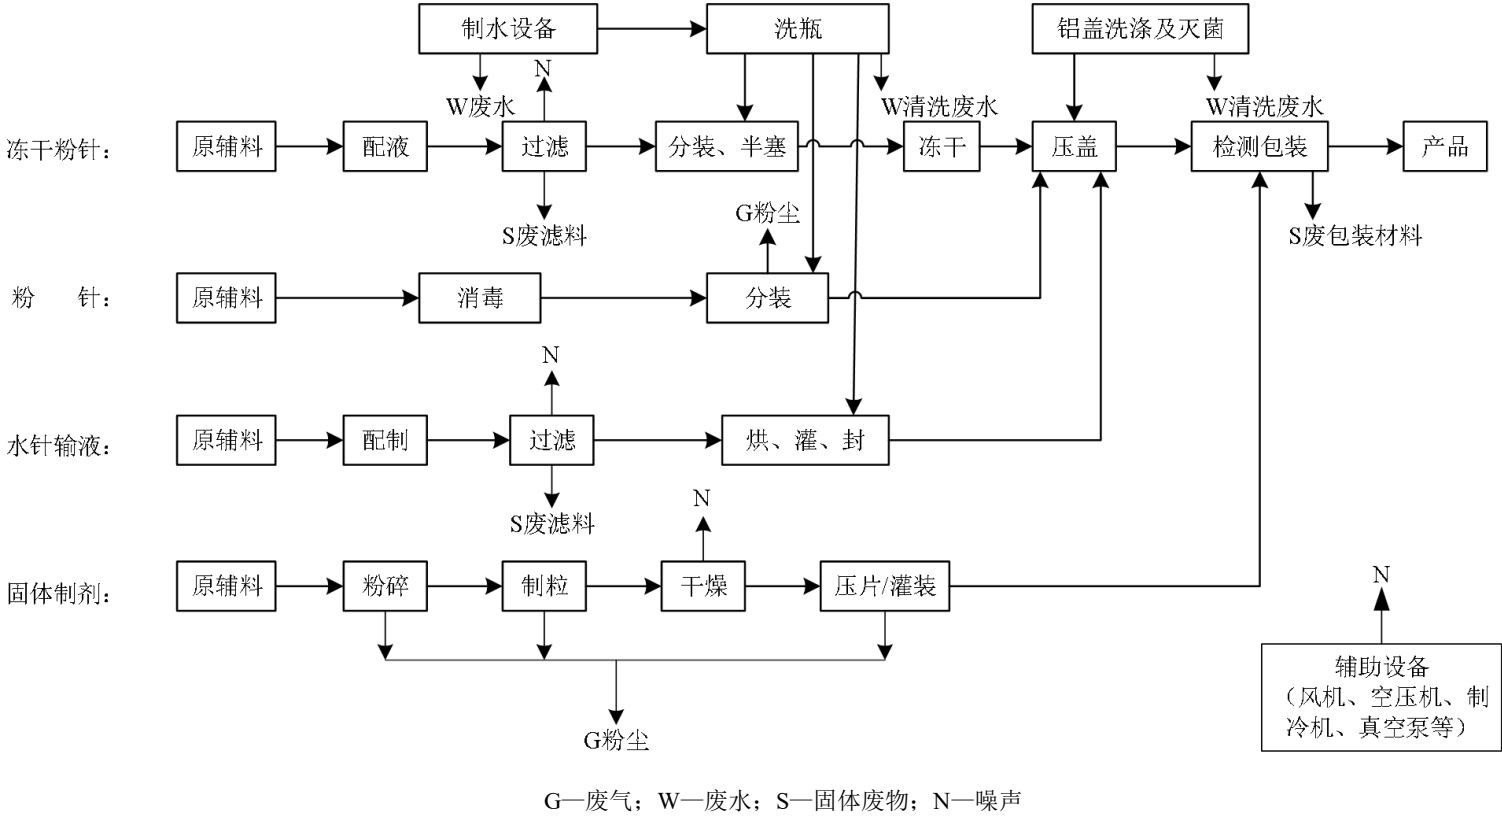 制水设备
洗瓶
铝盖洗涤及灭菌
N
W废水
W清洗废水
W清洗废水
冻干粉针：
原辅料
配液
过滤
分装、半塞
冻干
压盖
检测包装
产品
S废滤料
G粉尘
S废包装材料
粉 针：
原辅料
消毒
分装
N
水针输液：
原辅料
配制
过滤
烘、灌、封
S废滤料
N
固体制剂：
原辅料
粉碎
制粒
干燥
压片/灌装
G粉尘
N
辅助设备
（风机、空压机、制
冷机、真空泵等）
G—废气；W—废水；S—固体废物；N—噪声